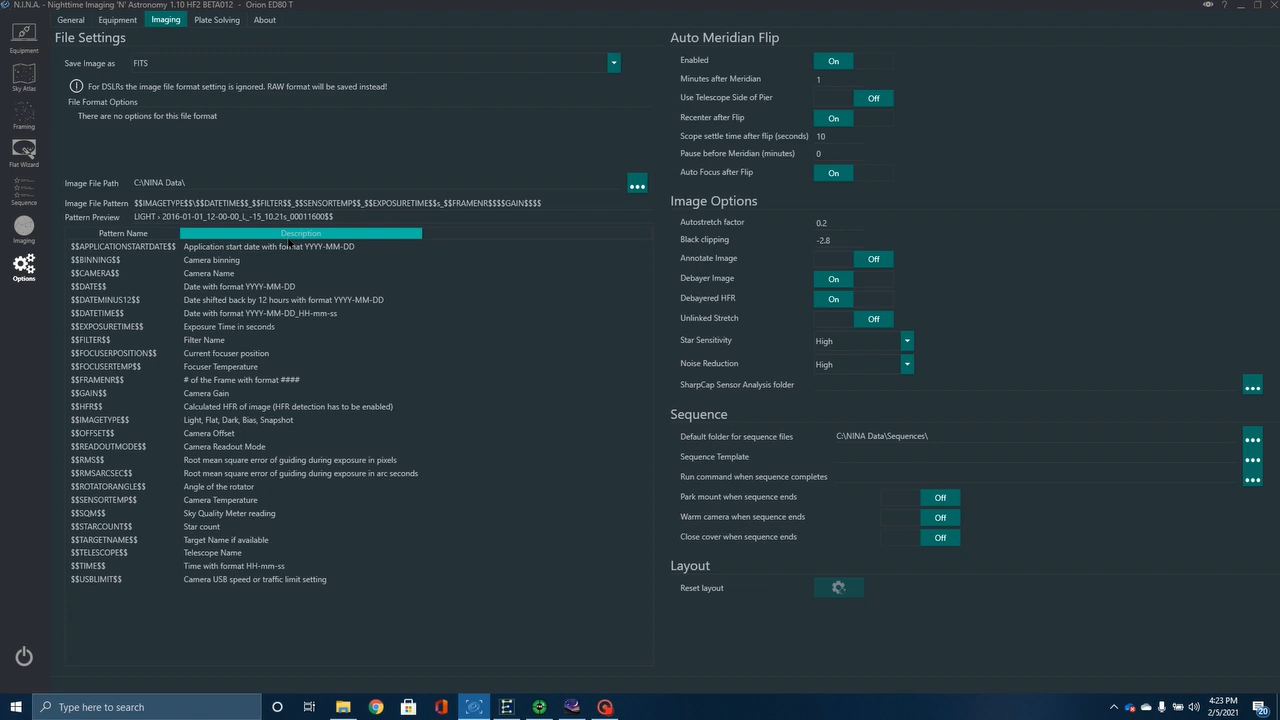 N.I.N.A. - Nighttime Imaging 'N' Astronomy 1.10 HF2 BETA012 - Orion ED80 T
General Equipment Imaging Plate Solving About
Equipment
Sky Atlas
Framing
Flat Wizard
Sequence
Imaging
Options
File Settings
Save Image as FITS
For DSLRs the image file format setting is ignored. RAW format will be saved instead!
File Format Options
There are no options for this file format
Image File Path C:\NINA Data\ ...
Image File Pattern $$IMAGETYPE$$\$$DATETIME$$_$$FILTER$$_$$SENSORTEMP$$_$$EXPOSURETIME$$s_$$FRAMENR$$$$GAIN$$$$
Pattern Preview LIGHT › 2016-01-01_12-00-00_L_-15_10.21s_00011600$$
Pattern Name Description
$$APPLICATIONSTARTDATE$$ Application start date with format YYYY-MM-DD
$$BINNING$$ Camera binning
$$CAMERA$$ Camera Name
$$DATE$$ Date with format YYYY-MM-DD
$$DATEMINUS12$$ Date shifted back by 12 hours with format YYYY-MM-DD
$$DATETIME$$ Date with format YYYY-MM-DD_HH-mm-ss
$$EXPOSURETIME$$ Exposure Time in seconds
$$FILTER$$ Filter Name
$$FOCUSERPOSITION$$ Current focuser position
$$FOCUSERTEMP$$ Focuser Temperature
$$FRAMENR$$ # of the Frame with format ####
$$GAIN$$ Camera Gain
$$HFR$$ Calculated HFR of image (HFR detection has to be enabled)
$$IMAGETYPE$$ Light, Flat, Dark, Bias, Snapshot
$$OFFSET$$ Camera Offset
$$READOUTMODE$$ Camera Readout Mode
$$RMS$$ Root mean square error of guiding during exposure in pixels
$$RMSARCSEC$$ Root mean square error of guiding during exposure in arc seconds
$$ROTATORANGLE$$ Angle of the rotator
$$SENSORTEMP$$ Camera Temperature
$$SQM$$ Sky Quality Meter reading
$$STARCOUNT$$ Star count
$$TARGETNAME$$ Target Name if available
$$TELESCOPE$$ Telescope Name
$$TIME$$ Time with format HH-mm-ss
$$USBLIMIT$$ Camera USB speed or traffic limit setting
Auto Meridian Flip
Enabled On
Minutes after Meridian 1
Use Telescope Side of Pier Off
Recenter after Flip On
Scope settle time after flip (seconds) 10
Pause before Meridian (minutes) 0
Auto Focus after Flip On
Image Options
Autostretch factor 0.2
Black clipping -2.8
Annotate Image Off
Debayer Image On
Debayered HFR On
Unlinked Stretch Off
Star Sensitivity High
Noise Reduction High
SharpCap Sensor Analysis folder ...
Sequence
Default folder for sequence files C:\NINA Data\Sequences\ ...
Sequence Template ...
Run command when sequence completes ...
Park mount when sequence ends Off
Warm camera when sequence ends Off
Close cover when sequence ends Off
Layout
Reset layout
Type here to search
4:23 PM
2/5/2021
20